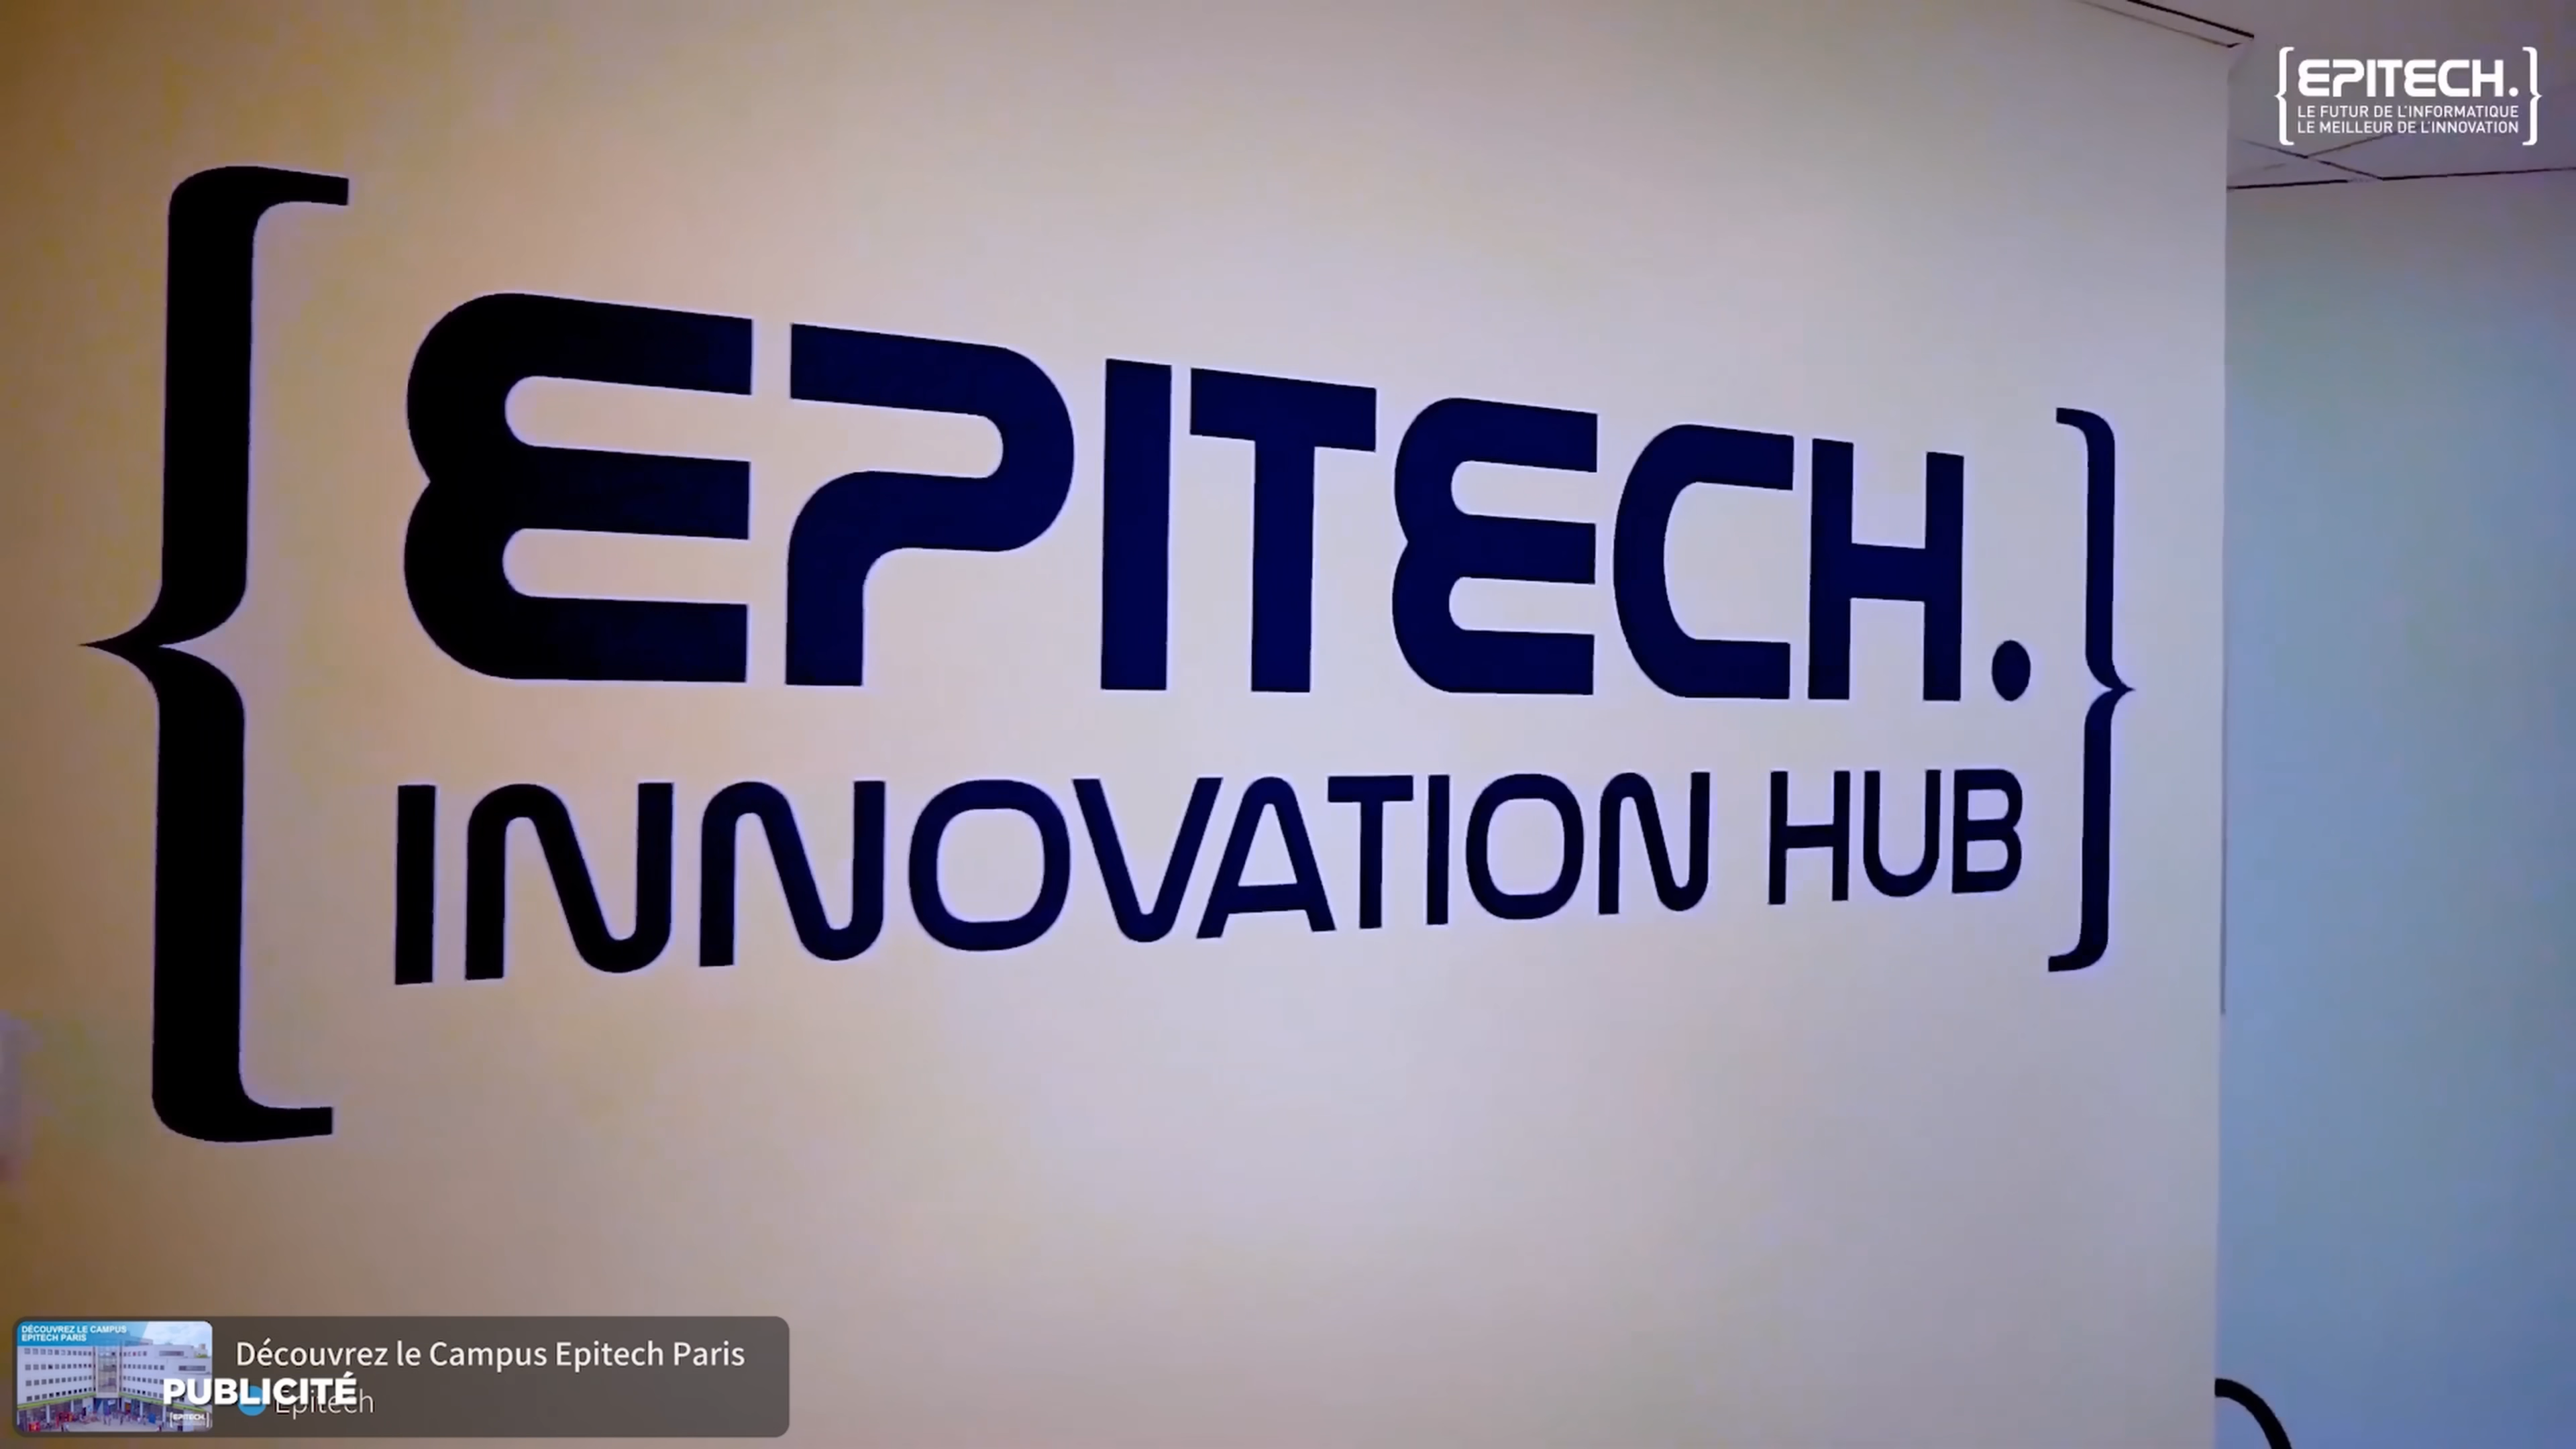 {EPITECH.}
LE FUTUR DE L'INFORMATIQUE
LE MEILLEUR DE L'INNOVATION
{EPITECH.
INNOVATION HUB}
DÉCOUVREZ LE CAMPUS
EPITECH PARIS
Découvrez le Campus Epitech Paris
PUBLICITÉ
Epitech
{EPITECH.}